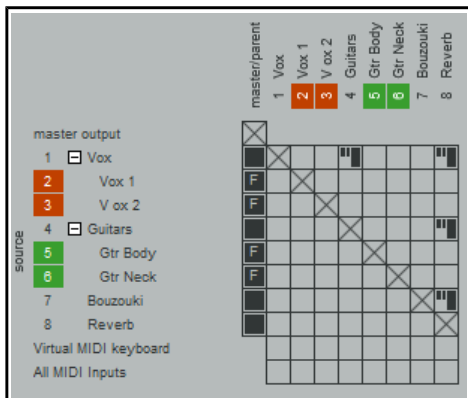 master/parent
1 Vox
2 Vox 1
3 V ox 2
4 Guitars
5 Gtr Body
6 Gtr Neck
7 Bouzouki
8 Reverb
source
master output
1 Vox
2 Vox 1 F
3 V ox 2 F
4 Guitars
5 Gtr Body F
6 Gtr Neck F
7 Bouzouki
8 Reverb
Virtual MIDI keyboard
All MIDI Inputs